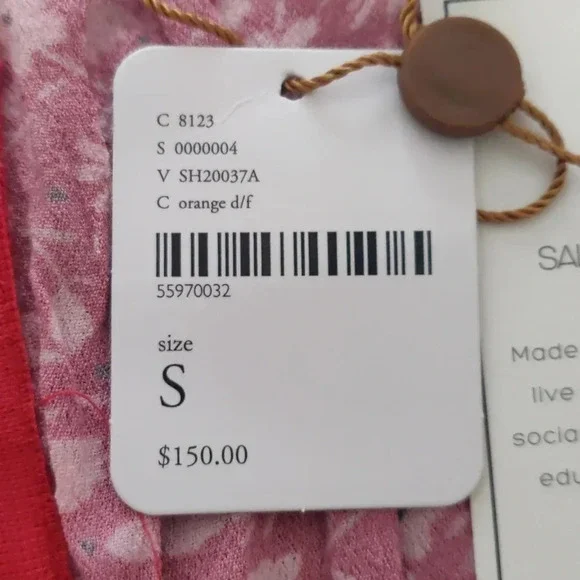 C 8123
S 0000004
V SH20037A
C orange d/f
55970032
size
S
$150.00
Made
live